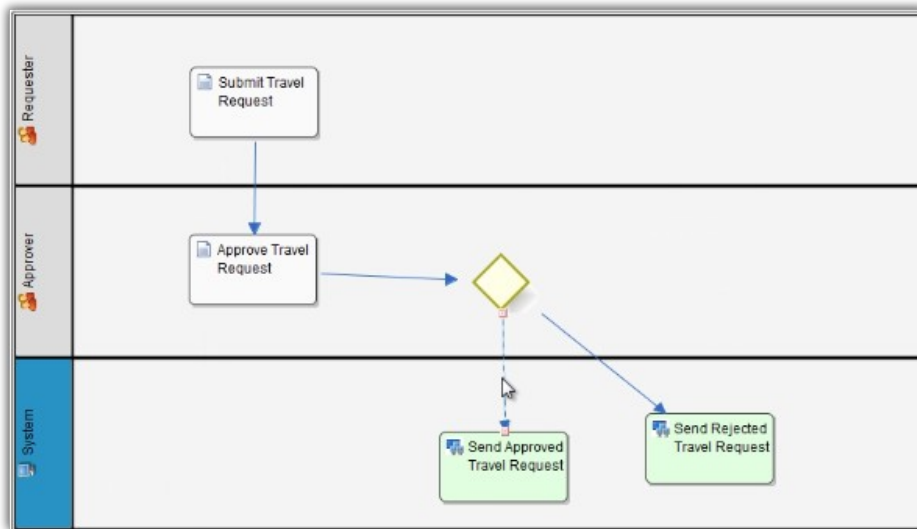 Requester
Submit Travel
Request
Approver
Approve Travel
Request
System
Send Approved
Travel Request
Send Rejected
Travel Request